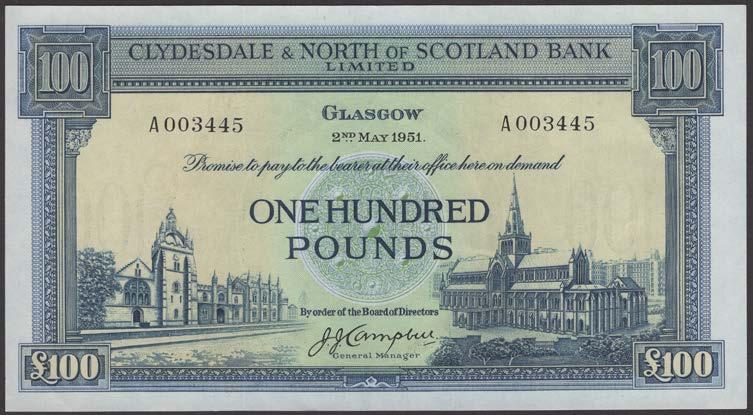 100 CLYDESDALE & NORTH OF SCOTLAND BANK 100
LIMITED
GLASGOW
A 003445 A 003445
2ND MAY 1951.
Promise to pay to the bearer at their office here on demand
ONE HUNDRED
POUNDS
By order of the Board of Directors
J.J. Campbell
General Manager
£100 £100